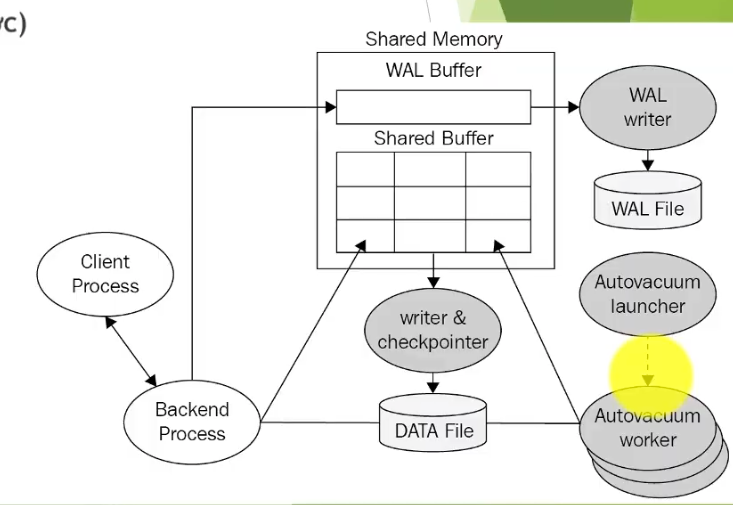 vc)
Shared Memory
WAL Buffer
WAL
writer
Shared Buffer
WAL File
Client
Process
Autovacuum
launcher
writer &
checkpointer
Backend
Process
DATA File
Autovacuum
worker